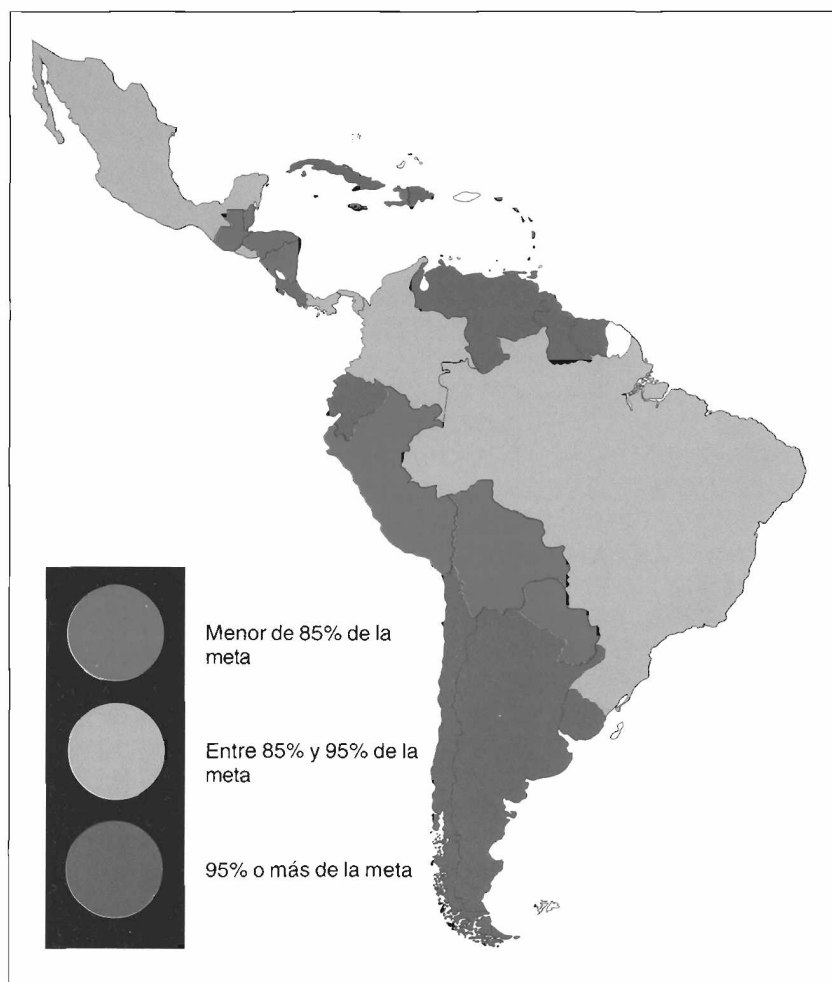 Menor de 85% de la
meta
Entre 85% y 95% de la
meta
95% o más de la meta